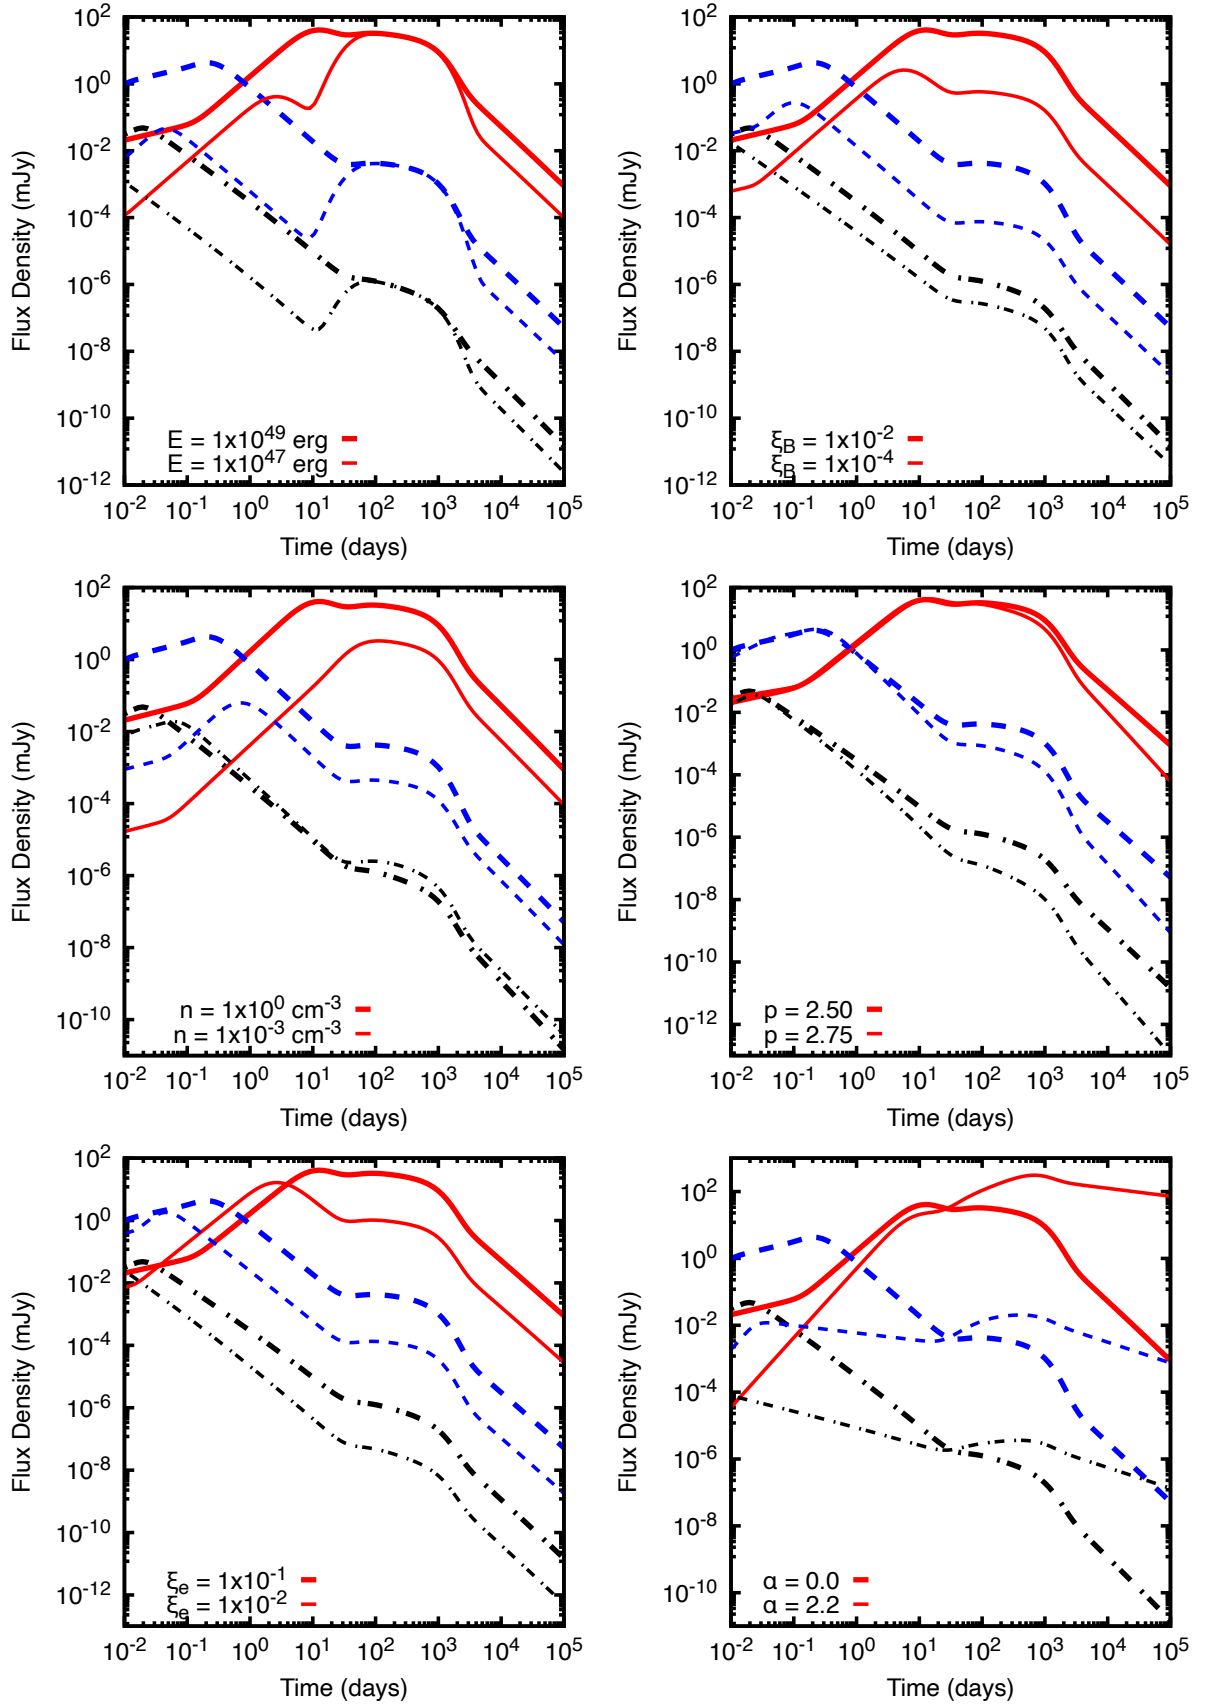 10^2
10^0
10^-2
10^-4
10^-6
10^-8
10^-10
10^-12
Flux Density (mJy)
E = 1x10^49 erg
E = 1x10^47 erg
10^-2 10^-1 10^0 10^1 10^2 10^3 10^4 10^5
Time (days)
10^2
10^0
10^-2
10^-4
10^-6
10^-8
10^-10
10^-12
Flux Density (mJy)
ξ_B = 1x10^-2
ξ_B = 1x10^-4
10^-2 10^-1 10^0 10^1 10^2 10^3 10^4 10^5
Time (days)
10^2
10^0
10^-2
10^-4
10^-6
10^-8
10^-10
Flux Density (mJy)
n = 1x10^0 cm^-3
n = 1x10^-3 cm^-3
10^-2 10^-1 10^0 10^1 10^2 10^3 10^4 10^5
Time (days)
10^2
10^0
10^-2
10^-4
10^-6
10^-8
10^-10
10^-12
Flux Density (mJy)
p = 2.50
p = 2.75
10^-2 10^-1 10^0 10^1 10^2 10^3 10^4 10^5
Time (days)
10^2
10^0
10^-2
10^-4
10^-6
10^-8
10^-10
10^-12
Flux Density (mJy)
ξ_e = 1x10^-1
ξ_e = 1x10^-2
10^-2 10^-1 10^0 10^1 10^2 10^3 10^4 10^5
Time (days)
10^2
10^0
10^-2
10^-4
10^-6
10^-8
10^-10
Flux Density (mJy)
α = 0.0
α = 2.2
10^-2 10^-1 10^0 10^1 10^2 10^3 10^4 10^5
Time (days)